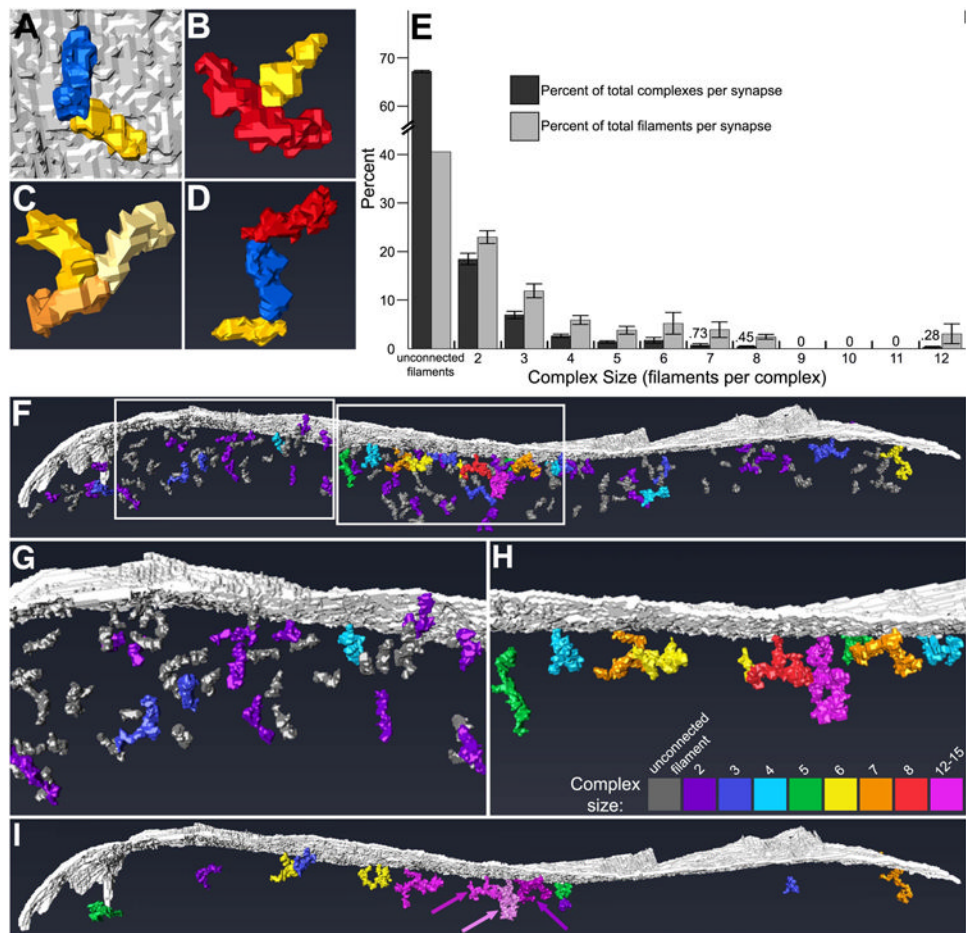 A
B
C
D
E
70
60
40
30
20
10
0
Percent
Percent of total complexes per synapse
Percent of total filaments per synapse
.73
.45
0
0
0
.28
unconnected
filaments
2
3
4
5
6
7
8
9
10
11
12
Complex Size (filaments per complex)
F
G
H
Complex
size:
unconnected
filament
2
3
4
5
6
7
8
12-15
I